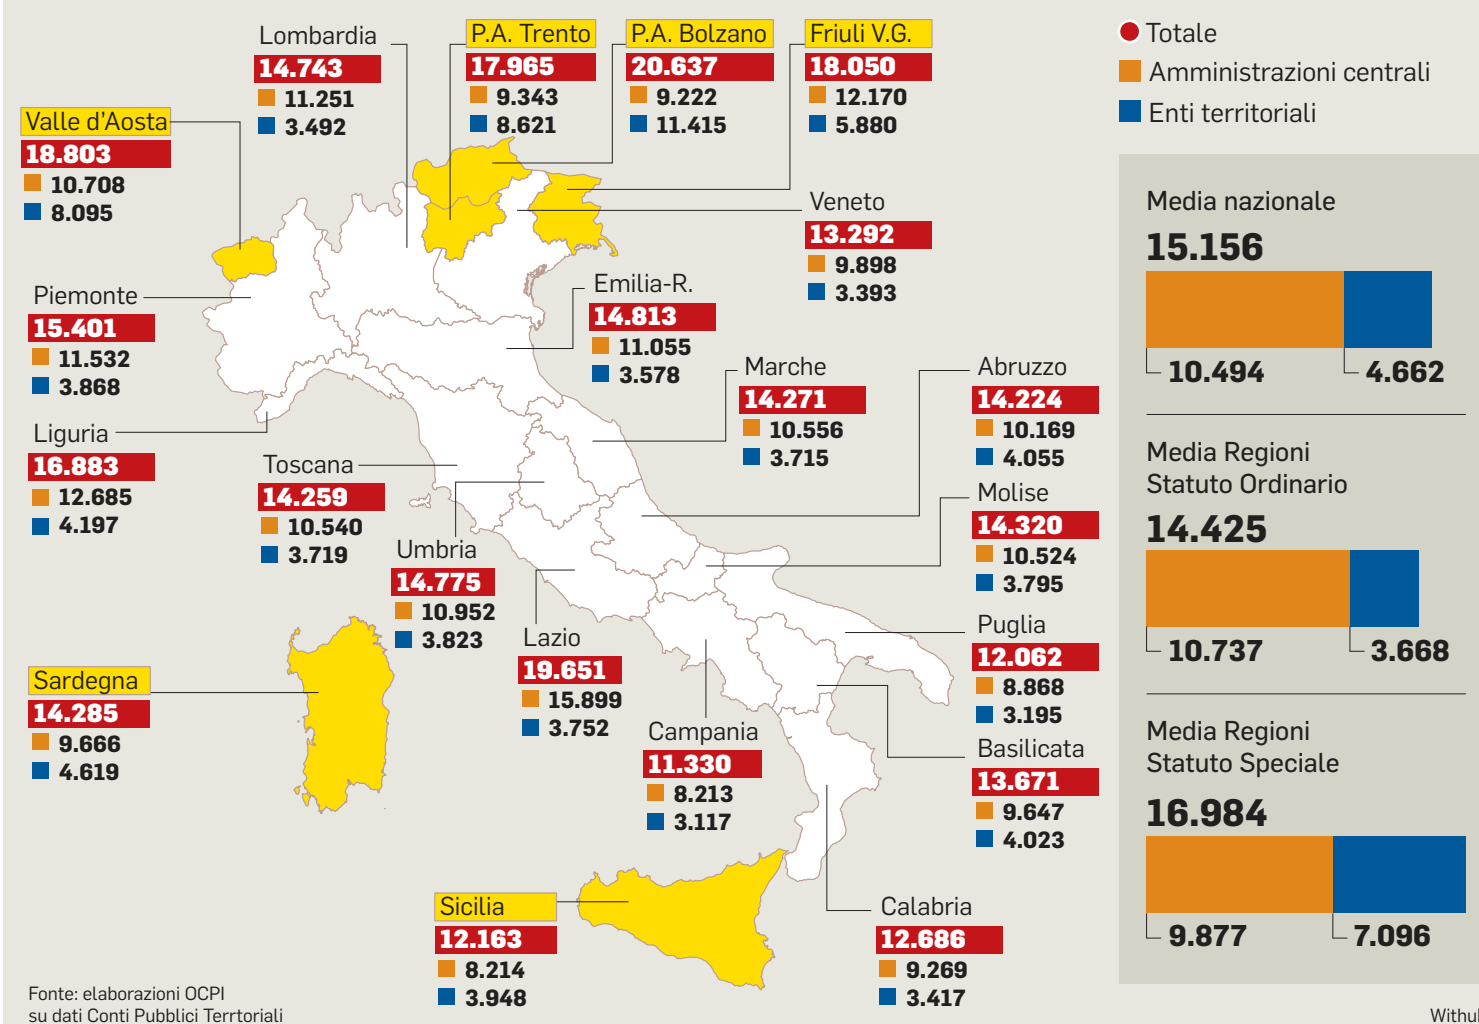 Lombardia
14.743
11.251
3.492
P.A. Trento
17.965
9.343
8.621
P.A. Bolzano
20.637
9.222
11.415
Friuli V.G.
18.050
12.170
5.880
Totale
Amministrazioni centrali
Enti territoriali
Valle d'Aosta
18.803
10.708
8.095
Veneto
13.292
9.898
3.393
Piemonte
15.401
11.532
3.868
Emilia-R.
14.813
11.055
3.578
Marche
14.271
10.556
3.715
Abruzzo
14.224
10.169
4.055
Liguria
16.883
12.685
4.197
Toscana
14.259
10.540
3.719
Umbria
14.775
10.952
3.823
Molise
14.320
10.524
3.795
Lazio
19.651
15.899
3.752
Puglia
12.062
8.868
3.195
Sardegna
14.285
9.666
4.619
Campania
11.330
8.213
3.117
Basilicata
13.671
9.647
4.023
Sicilia
12.163
8.214
3.948
Calabria
12.686
9.269
3.417
Media nazionale
15.156
10.494
4.662
Media Regioni
Statuto Ordinario
14.425
10.737
3.668
Media Regioni
Statuto Speciale
16.984
9.877
7.096
Fonte: elaborazioni OCPI
su dati Conti Pubblici Terrtoriali